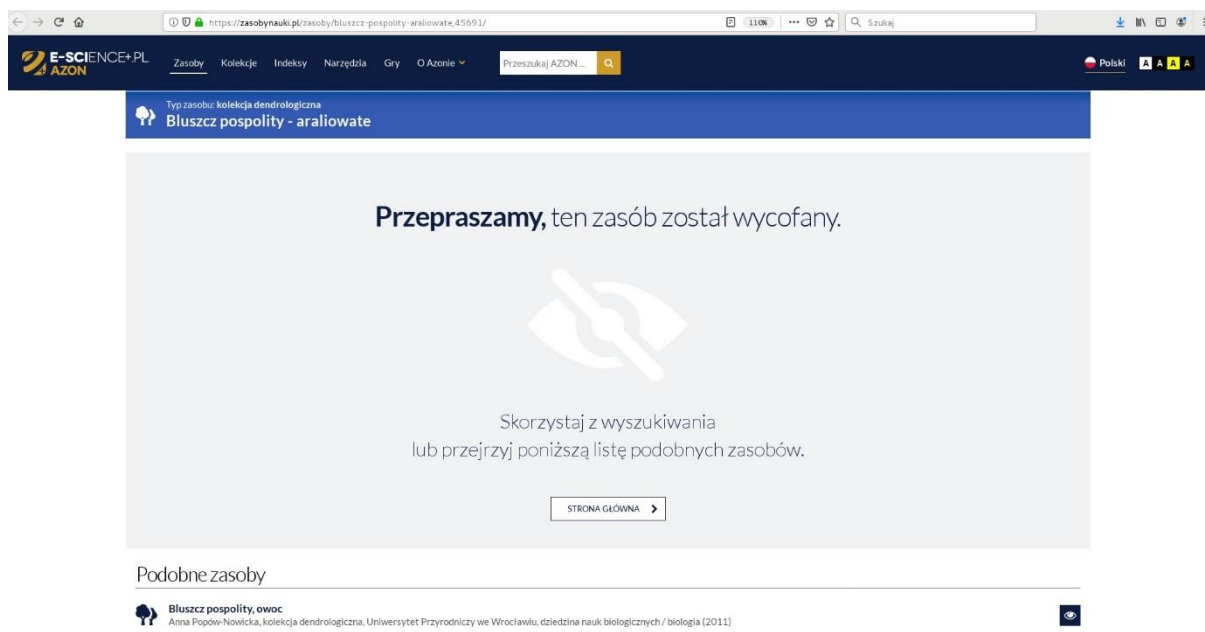 https://zasobynauki.pl/zasoby/bluszcz-pospolity-araliowate,45691/
110%
Szukaj
E-SCIENCE+.PL
AZON
Zasoby Kolekcje Indeksy Narzędzia Gry O Azonie
Przeszukaj AZON...
Polski A A A A
Typ zasobu: kolekcja dendrologiczna
Bluszcz pospolity - araliowate
Przepraszamy, ten zasób został wycofany.
Skorzystaj z wyszukiwania
lub przejrzyj poniższą listę podobnych zasobów.
STRONA GŁÓWNA
Podobne zasoby
Bluszcz pospolity, owoc
Anna Popów-Nowicka, kolekcja dendrologiczna, Uniwersytet Przyrodniczy we Wrocławiu, dziedzina nauk biologicznych / biologia (2011)